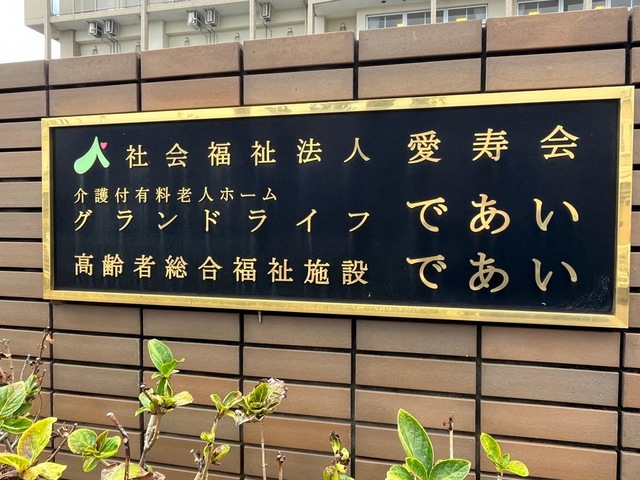 社会福祉法人 愛寿会
介護付有料老人ホーム
グランドライフ であい
高齢者総合福祉施設 であい